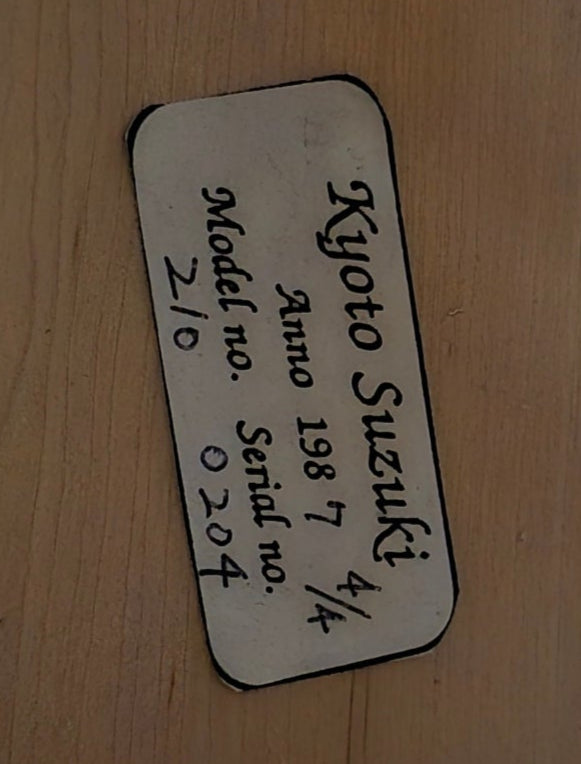 Kyoto Suzuki
Anno 1987 4/4
Model no. Serial no.
210 0204